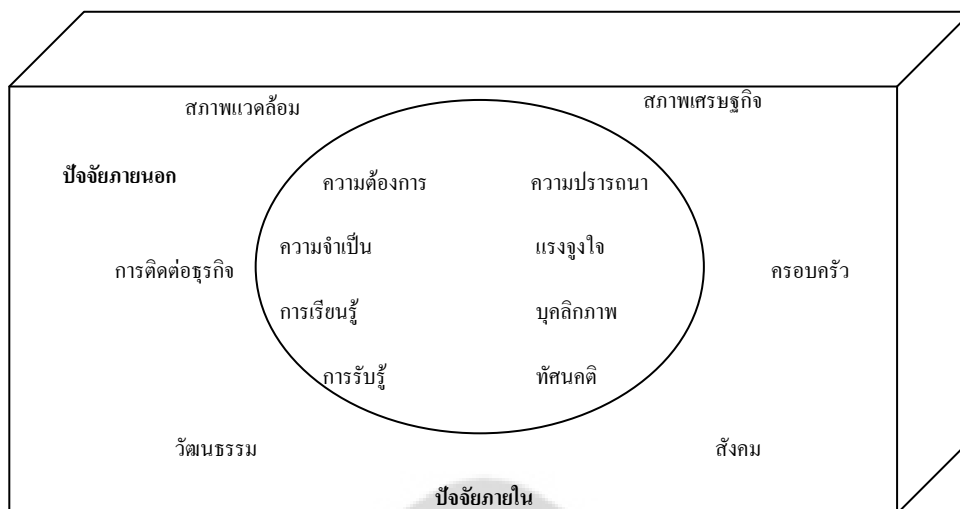 สภาพแวดล้อม สภาพเศรษฐกิจ
ปัจจัยภายนอก
ความต้องการ ความปรารถนา
ความจำเป็น แรงจูงใจ
การติดต่อธุรกิจ ครอบครัว
การเรียนรู้ บุคลิกภาพ
การรับรู้ ทัศนคติ
วัฒนธรรม สังคม
ปัจจัยภายใน